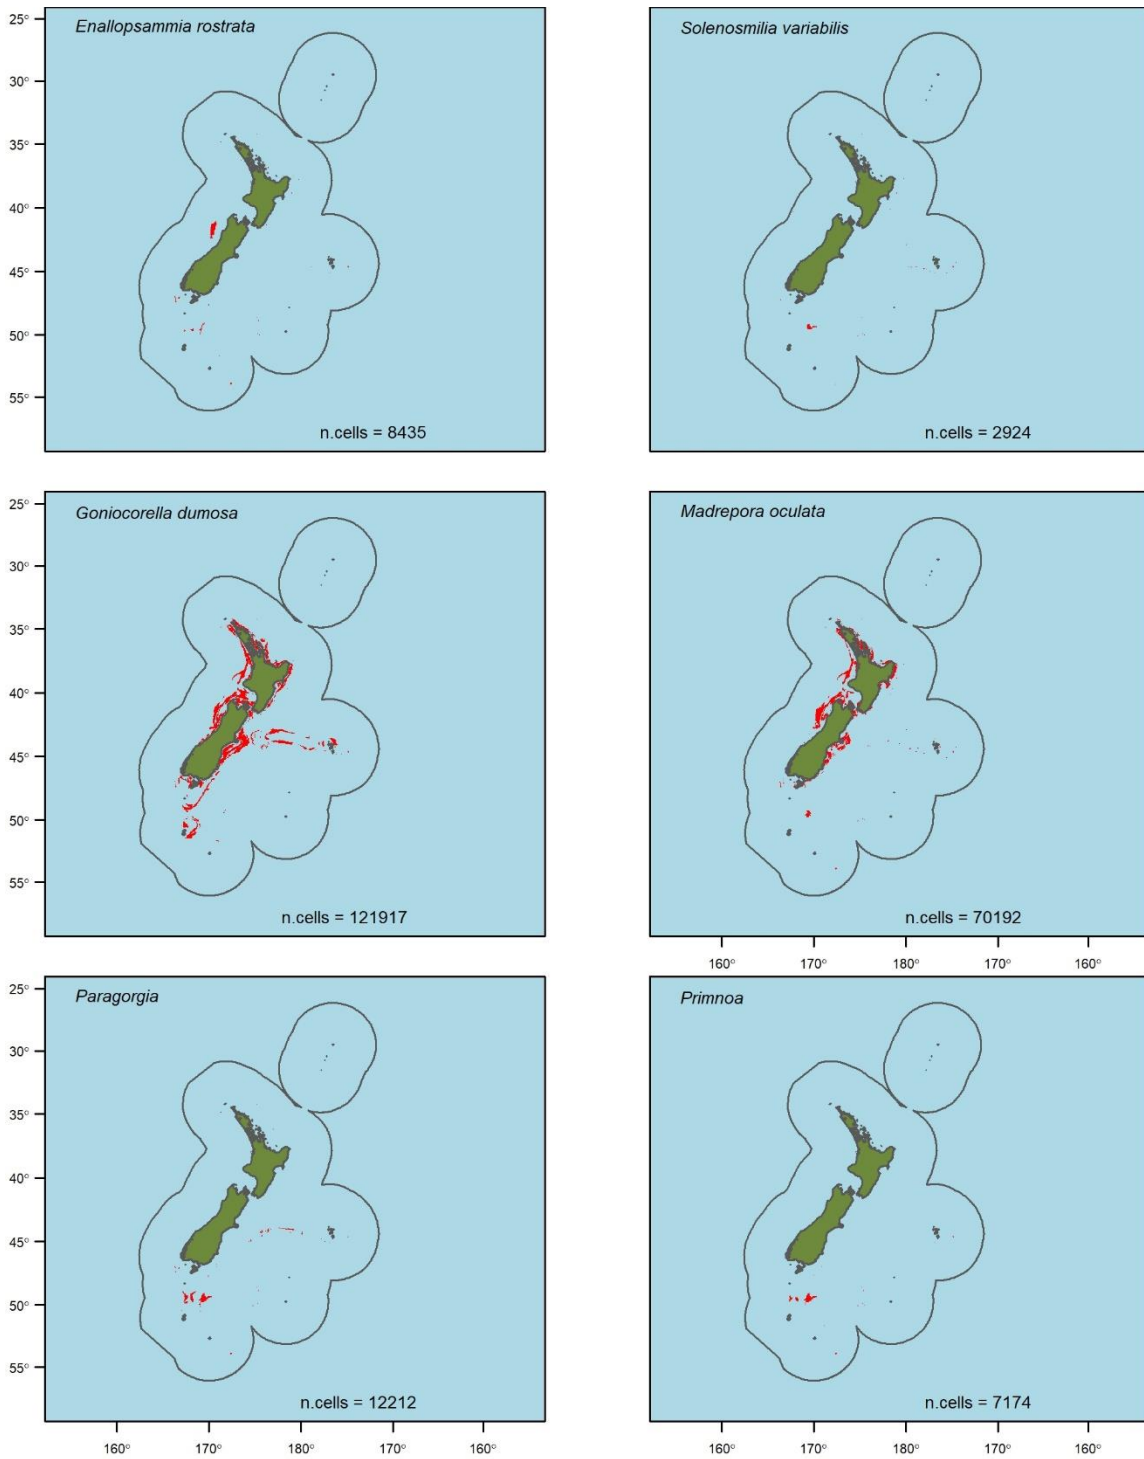 Enallopsammia rostrata
Solenosmilia variabilis
25°
30°
35°
40°
45°
50°
55°
n.cells = 8435
n.cells = 2924
Goniocorella dumosa
Madrepora oculata
25°
30°
35°
40°
45°
50°
55°
n.cells = 121917
n.cells = 70192
160° 170° 180° 170° 160°
Paragorgia
Primnoa
25°
30°
35°
40°
45°
50°
55°
n.cells = 12212
n.cells = 7174
160° 170° 180° 170° 160°
160° 170° 180° 170° 160°